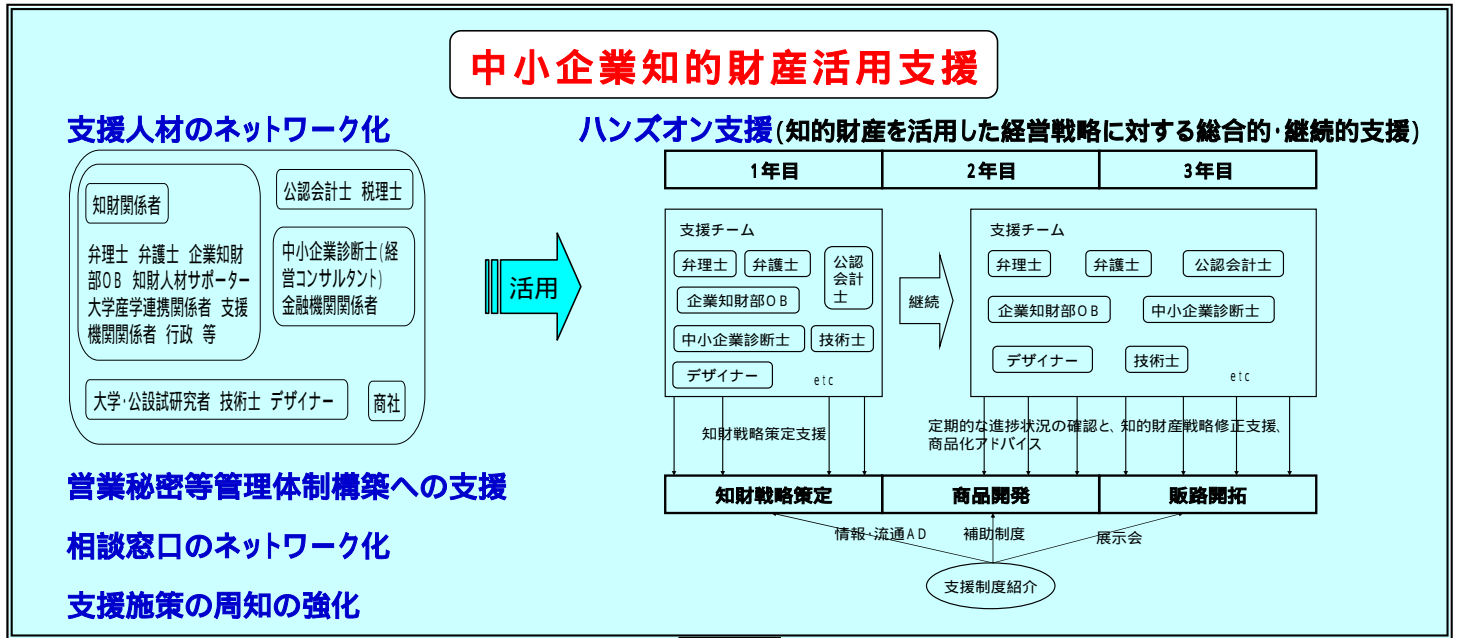 中小企業知的財産活用支援
支援人材のネットワーク化
知財関係者
弁理士 弁護士 企業知財
部OB 知財人材サポーター
大学産学連携関係者 支援
機関関係者 行政 等
公認会計士 税理士
中小企業診断士(経
営コンサルタント)
金融機関関係者
大学・公設試研究者 技術士 デザイナー
商社
営業秘密等管理体制構築への支援
相談窓口のネットワーク化
支援施策の周知の強化
活用
ハンズオン支援(知的財産を活用した経営戦略に対する総合的・継続的支援)
1年目 2年目 3年目
支援チーム
弁理士 弁護士
公認
会計
士
企業知財部OB
中小企業診断士 技術士
デザイナー etc
継続
支援チーム
弁理士 弁護士 公認会計士
企業知財部OB 中小企業診断士
デザイナー 技術士 etc
知財戦略策定支援
定期的な進捗状況の確認と、知的財産戦略修正支援、
商品化アドバイス
知財戦略策定 商品開発 販路開拓
情報・流通AD 補助制度 展示会
支援制度紹介